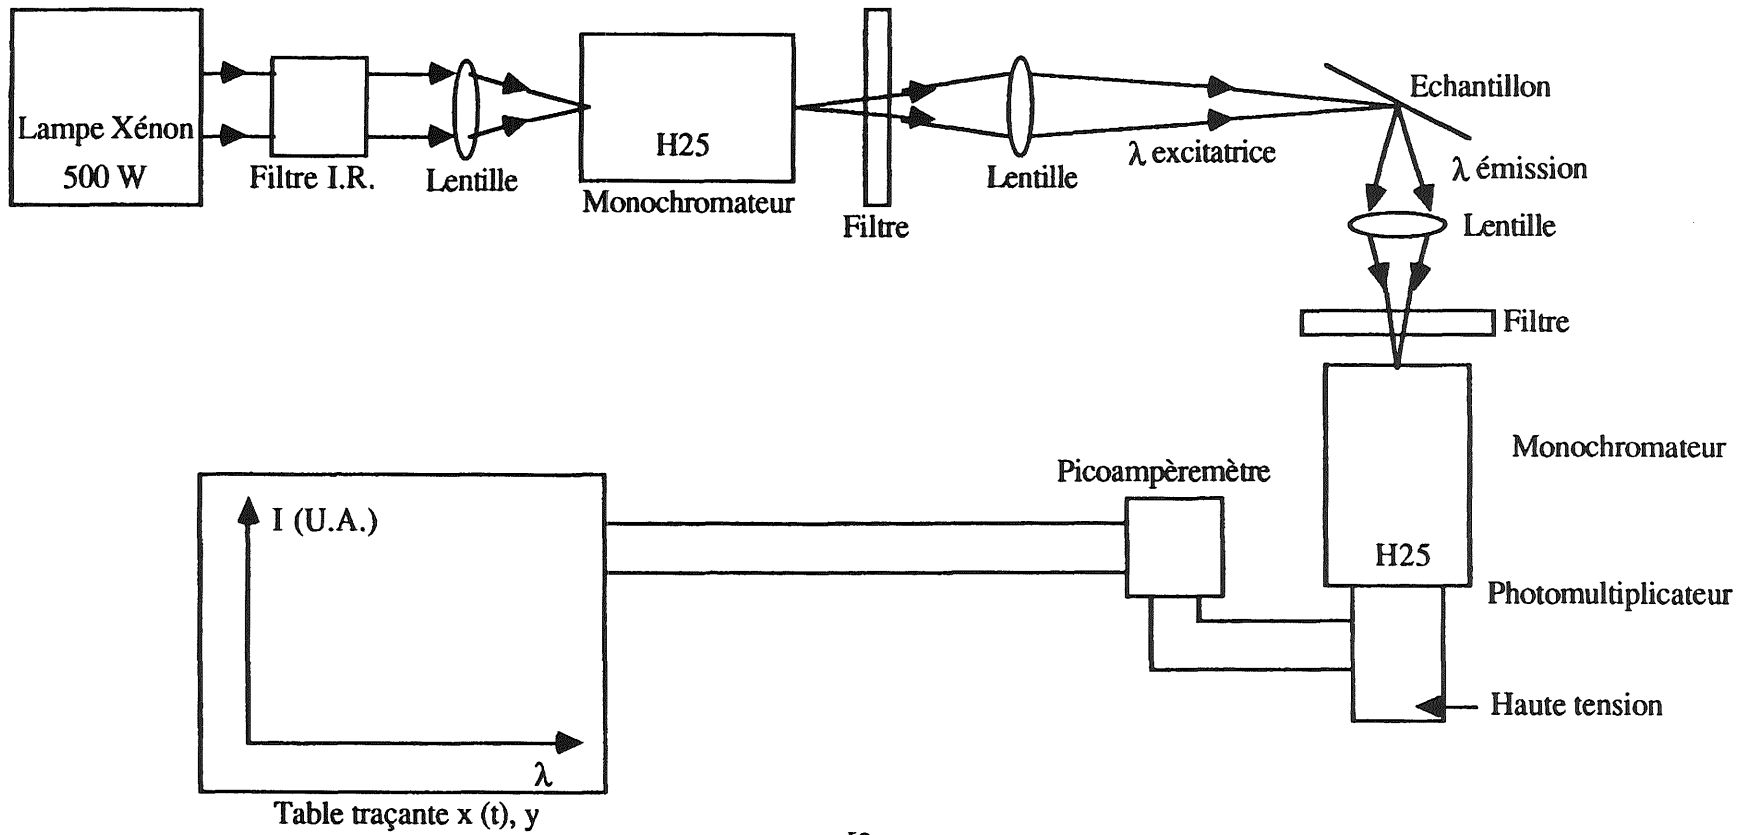 Lampe Xénon
500 W
Filtre I.R.
Lentille
H25
Monochromateur
Filtre
Lentille
λ excitatrice
Echantillon
λ émission
Lentille
Filtre
Monochromateur
H25
Photomultiplicateur
Haute tension
Picoampèremètre
I (U.A.)
λ
Table traçante x (t), y